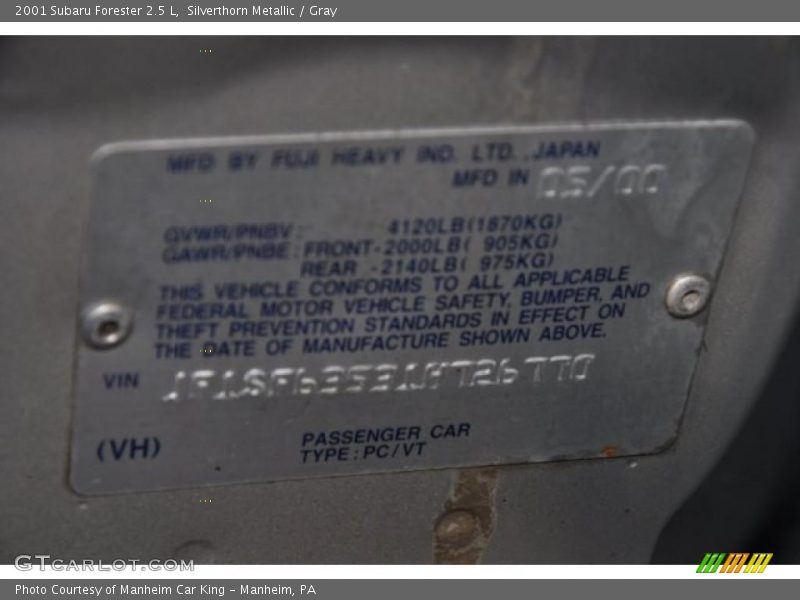 2001 Subaru Forester 2.5 L, Silverthorn Metallic / Gray
MFD BY FUJI HEAVY IND. LTD., JAPAN
MFD IN 05/00
GVWR/PNBV: 4120LB(1870KG)
GAWR/PNBE: FRONT-2000LB( 905KG)
REAR -2140LB( 975KG)
THIS VEHICLE CONFORMS TO ALL APPLICABLE
FEDERAL MOTOR VEHICLE SAFETY, BUMPER, AND
THEFT PREVENTION STANDARDS IN EFFECT ON
THE DATE OF MANUFACTURE SHOWN ABOVE.
VIN
(VH)
PASSENGER CAR
TYPE: PC/VT
GTCARLOT.COM
Photo Courtesy of Manheim Car King - Manheim, PA